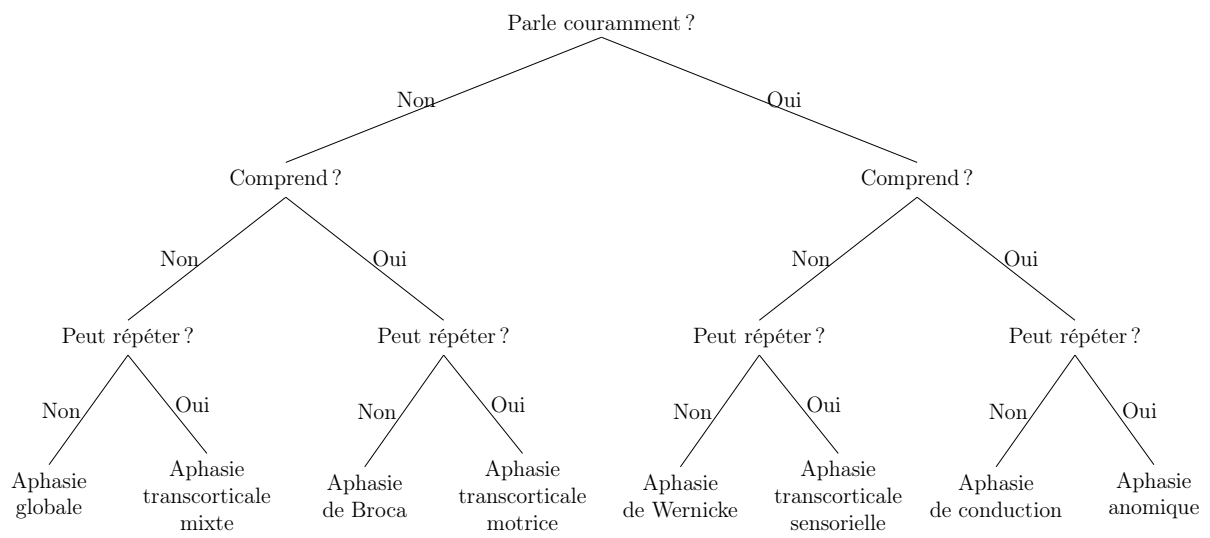 Parle couramment ?
Non
Oui
Comprend ?
Comprend ?
Non
Oui
Non
Oui
Peut répéter ?
Peut répéter ?
Peut répéter ?
Peut répéter ?
Non
Oui
Non
Oui
Non
Oui
Non
Oui
Aphasie
globale
Aphasie
transcorticale
mixte
Aphasie
de Broca
Aphasie
transcorticale
motrice
Aphasie
de Wernicke
Aphasie
transcorticale
sensorielle
Aphasie
de conduction
Aphasie
anomique